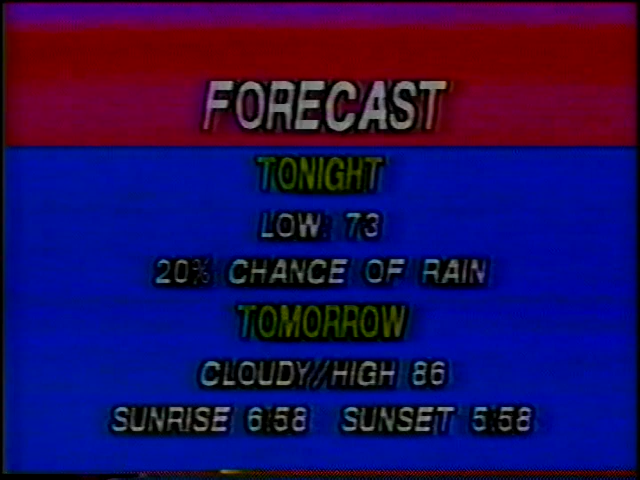 FORECAST
TONIGHT
LOW: 73
20% CHANCE OF RAIN
TOMORROW
CLOUDY/HIGH 86
SUNRISE 6:58 SUNSET 5:58